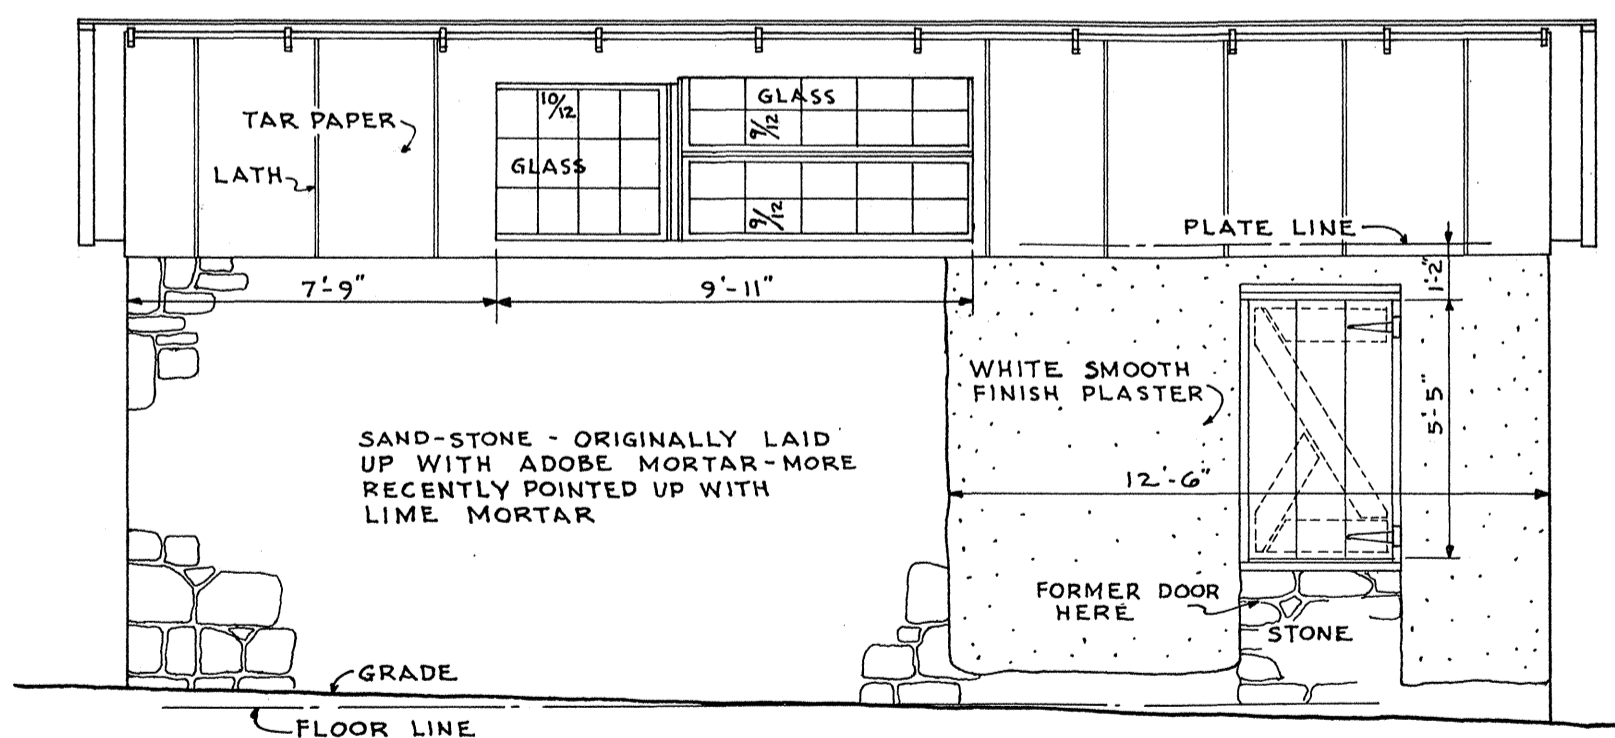 10/12
GLASS
TAR PAPER
9/12
GLASS
LATH
9/12
PLATE LINE
7'-9"
9'-11"
1'-2"
WHITE SMOOTH
FINISH PLASTER
5'-5"
SAND-STONE - ORIGINALLY LAID
UP WITH ADOBE MORTAR-MORE
RECENTLY POINTED UP WITH
LIME MORTAR
12'-6"
FORMER DOOR
HERE
STONE
GRADE
FLOOR LINE